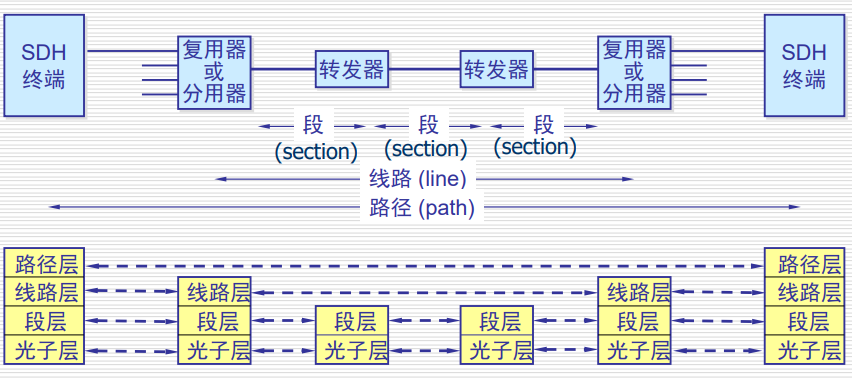 SDH
终端
复用器
或
分用器
转发器
转发器
复用器
或
分用器
SDH
终端
段
(section)
段
(section)
段
(section)
线路 (line)
路径 (path)
路径层
线路层
段层
光子层
线路层
段层
光子层
段层
光子层
段层
光子层
线路层
段层
光子层
路径层
线路层
段层
光子层